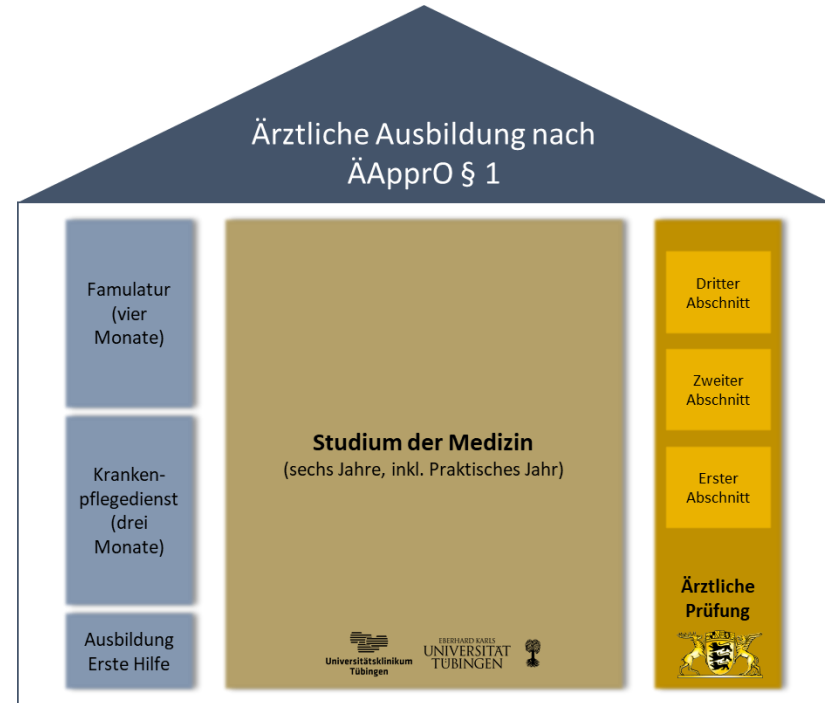 Ärztliche Ausbildung nach
ÄApprO § 1
Famulatur
(vier
Monate)
Kranken-
pflegedienst
(drei
Monate)
Ausbildung
Erste Hilfe
Studium der Medizin
(sechs Jahre, inkl. Praktisches Jahr)
Universitätsklinikum
Tübingen
EBERHARD KARLS
UNIVERSITÄT
TÜBINGEN
Dritter
Abschnitt
Zweiter
Abschnitt
Erster
Abschnitt
Ärztliche
Prüfung